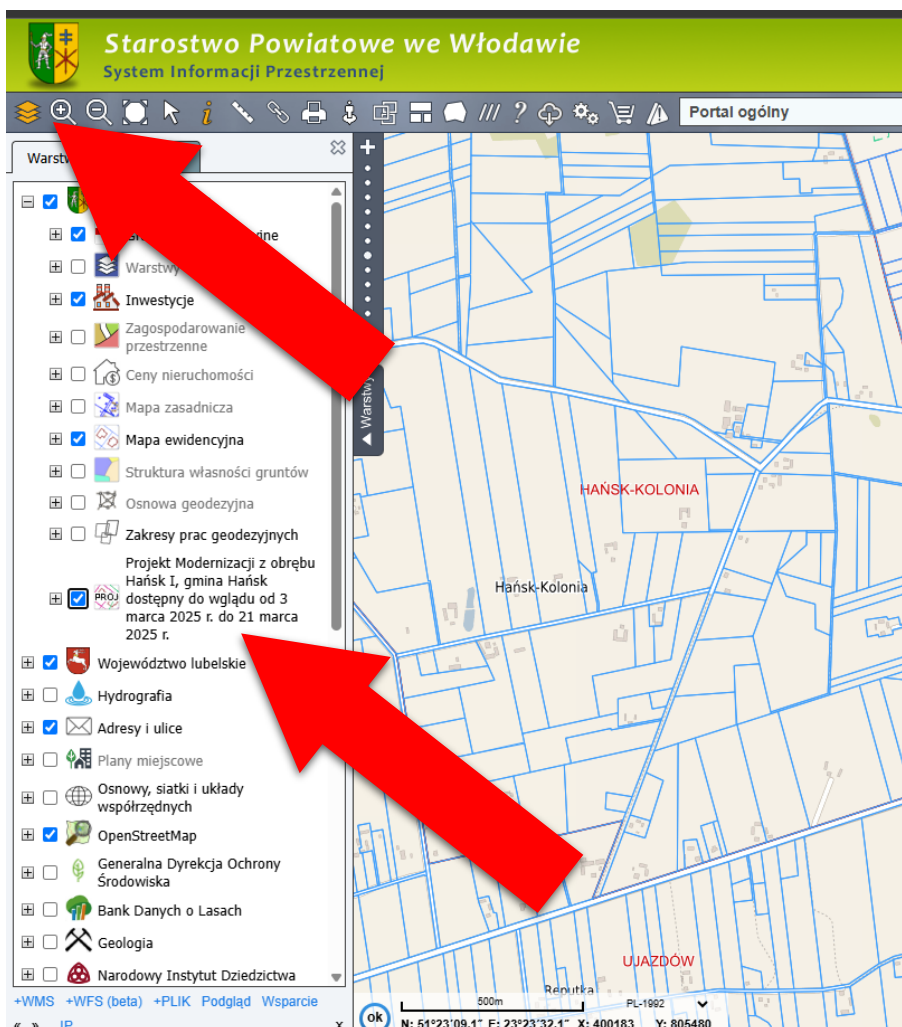 Starostwo Powiatowe we Włodawie
System Informacji Przestrzennej
Portal ogólny
Warstwy
Inwestycje
Zagospodarowanie
przestrzenne
Ceny nieruchomości
Mapa zasadnicza
Mapa ewidencyjna
Struktura własności gruntów
Osnowa geodezyjna
Zakresy prac geodezyjnych
PROJ
Projekt Modernizacji z obrębu
Hańsk I, gmina Hańsk
dostępny do wglądu od 3
marca 2025 r. do 21 marca
2025 r.
Województwo lubelskie
Hydrografia
Adresy i ulice
Plany miejscowe
Osnowy, siatki i układy
współrzędnych
OpenStreetMap
Generalna Dyrekcja Ochrony
Środowiska
Bank Danych o Lasach
Geologia
Narodowy Instytut Dziedzictwa
+WMS +WFS (beta) +PLIK Podgląd Wsparcie
« » IP x
◀ Warstwy
HAŃSK-KOLONIA
Hańsk-Kolonia
UJAZDÓW
Reputka
ok
500m
PL-1992
N: 51°23'09.1" E: 23°23'32.1" X: 400183 Y: 805480